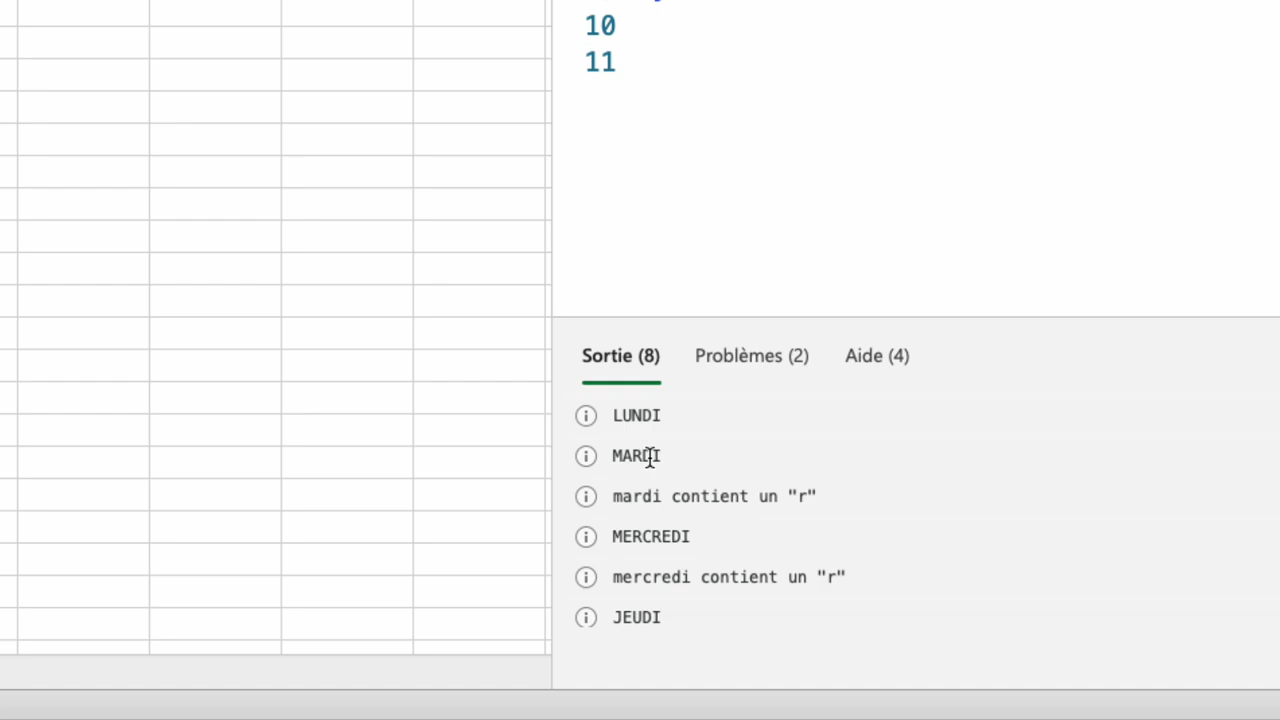 10
11
Sortie (8) Problèmes (2) Aide (4)
LUNDI
MARDI
mardi contient un "r"
MERCREDI
mercredi contient un "r"
JEUDI